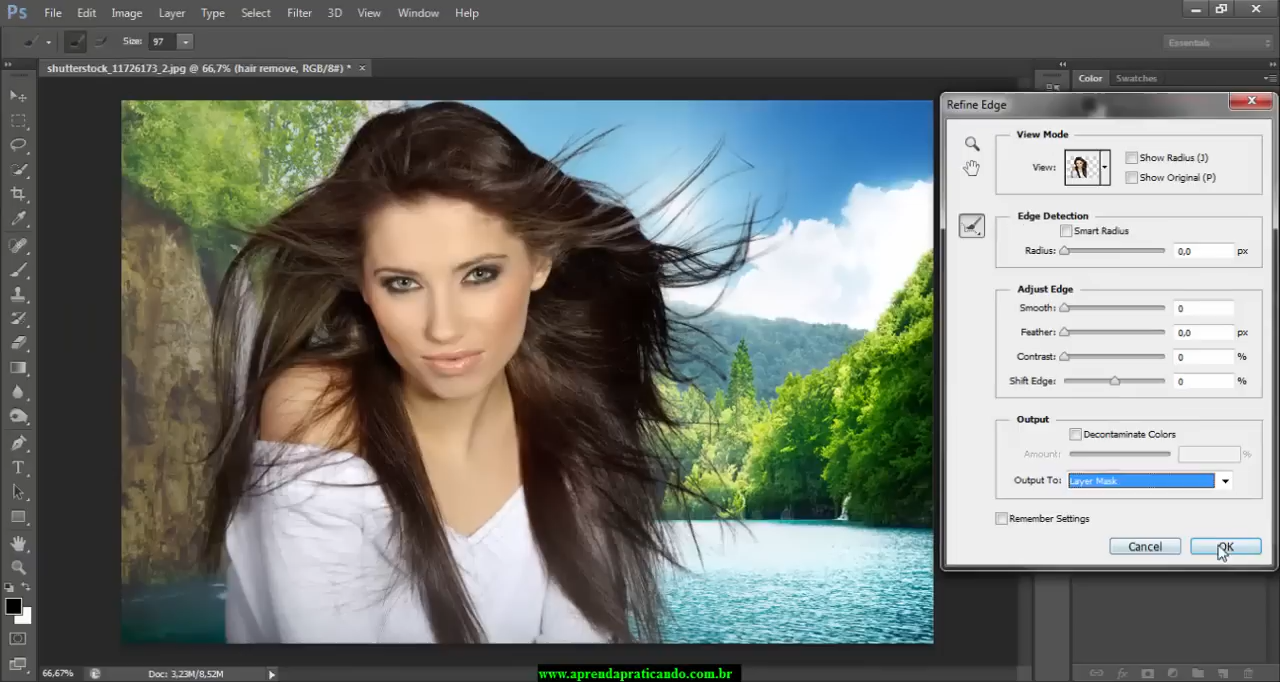 Ps File Edit Image Layer Type Select Filter 3D View Window Help
Size: 97 Essentials
shutterstock_11726173_2.jpg @ 66,7% (hair remove, RGB/8#) * × Color Swatches
Refine Edge
View Mode
View: Show Radius (J)
Show Original (P)
Edge Detection
Smart Radius
Radius: 0,0 px
Adjust Edge
Smooth: 0
Feather: 0,0 px
Contrast: 0 %
Shift Edge: 0 %
Output
Decontaminate Colors
Amount: %
Output To: Layer Mask
Remember Settings
Cancel OK
66,67% Doc: 3,23M/8,52M
www.aprendapraticando.com.br